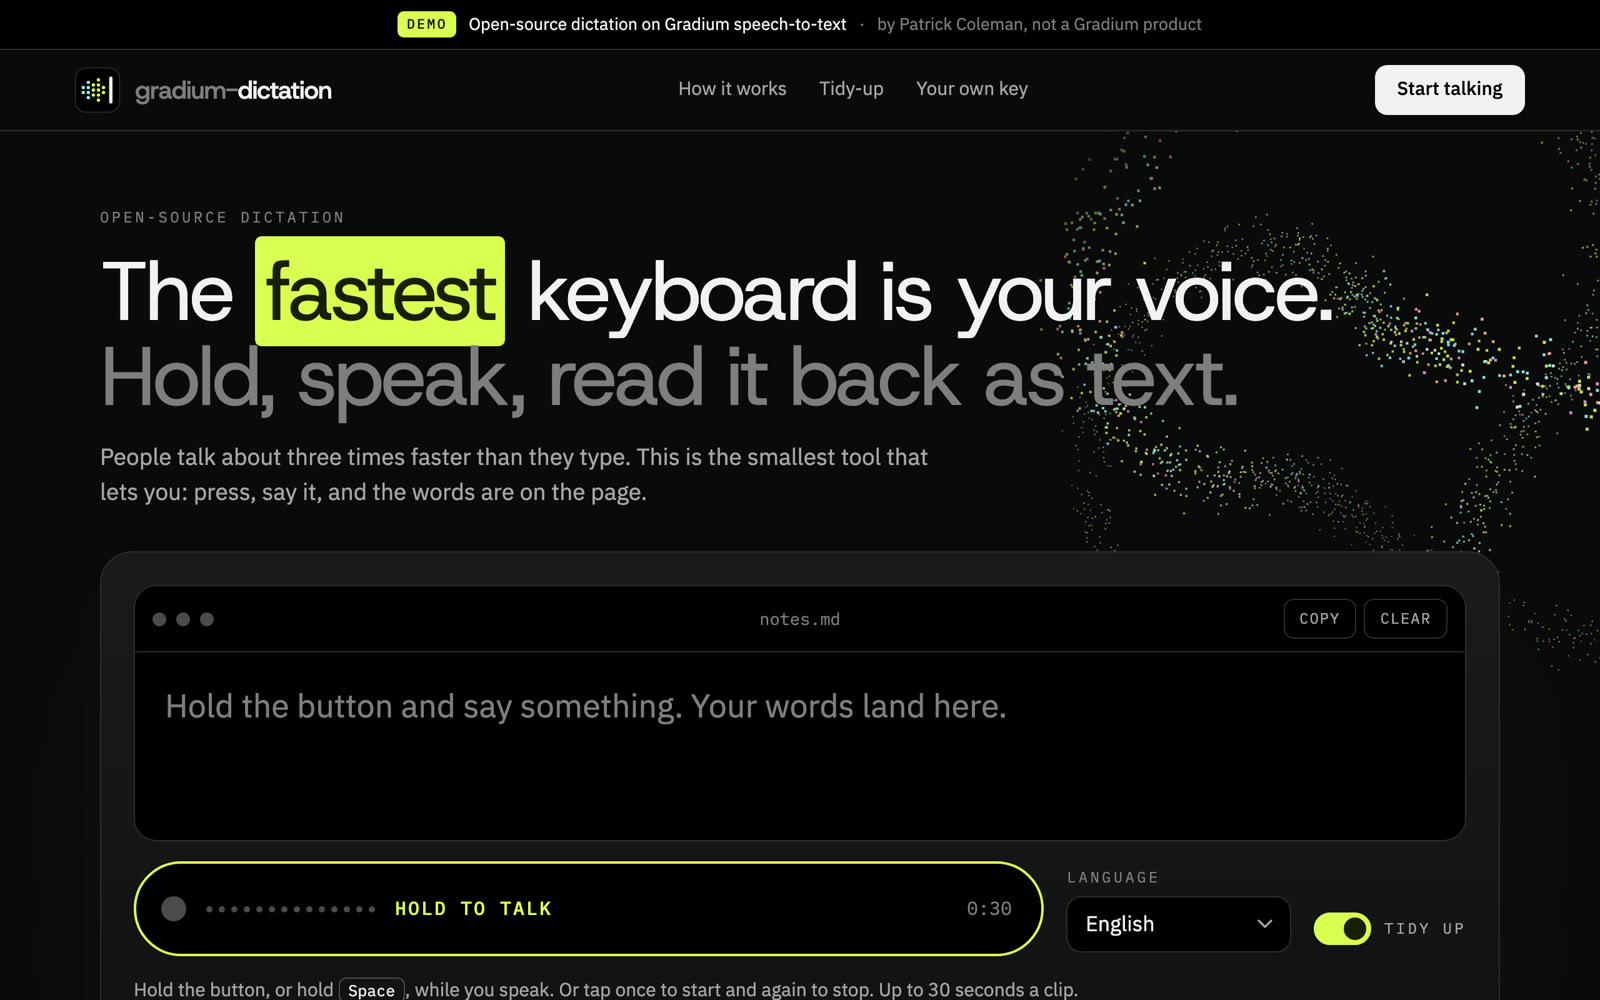 DEMO Open-source dictation on Gradium speech-to-text · by Patrick Coleman, not a Gradium product
gradium-dictation
How it works Tidy-up Your own key
Start talking
OPEN-SOURCE DICTATION
The fastest keyboard is your voice.
Hold, speak, read it back as text.
People talk about three times faster than they type. This is the smallest tool that
lets you: press, say it, and the words are on the page.
notes.md
COPY CLEAR
Hold the button and say something. Your words land here.
HOLD TO TALK 0:30
LANGUAGE
English
TIDY UP
Hold the button, or hold Space, while you speak. Or tap once to start and again to stop. Up to 30 seconds a clip.